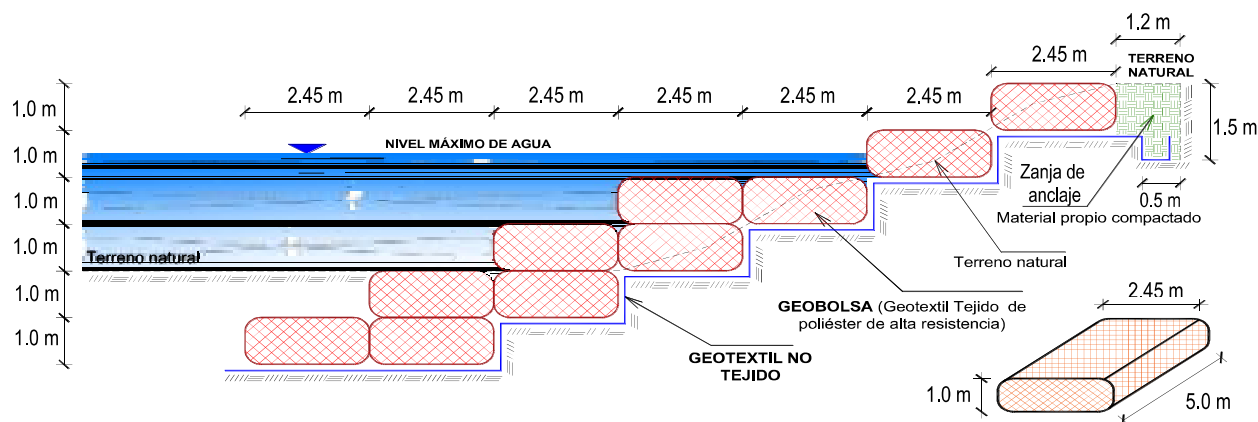 1.2 m
2.45 m
TERRENO
NATURAL
2.45 m
2.45 m
2.45 m
2.45 m
2.45 m
2.45 m
1.0 m
1.0 m
1.0 m
1.0 m
1.0 m
1.0 m
NIVEL MÁXIMO DE AGUA
1.5 m
Zanja de
anclaje
0.5 m
Material propio compactado
Terreno natural
Terreno natural
GEOBOLSA (Geotextil Tejido de
poliéster de alta resistencia)
GEOTEXTIL NO
TEJIDO
2.45 m
1.0 m
5.0 m